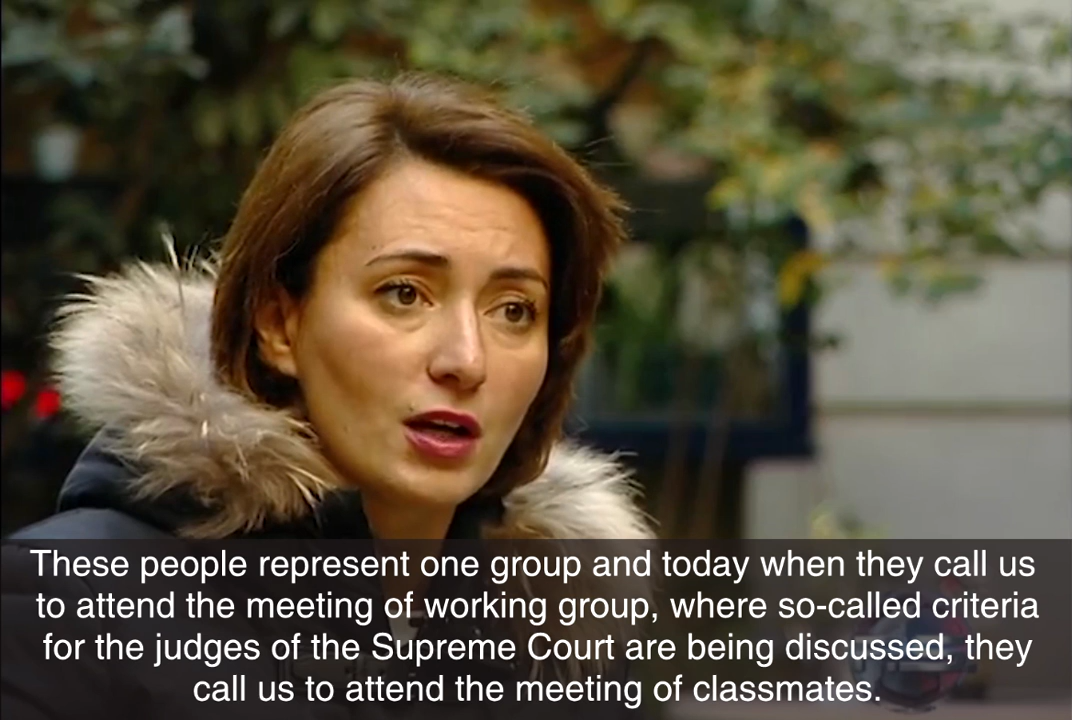 These people represent one group and today when they call us
to attend the meeting of working group, where so-called criteria
for the judges of the Supreme Court are being discussed, they
call us to attend the meeting of classmates.